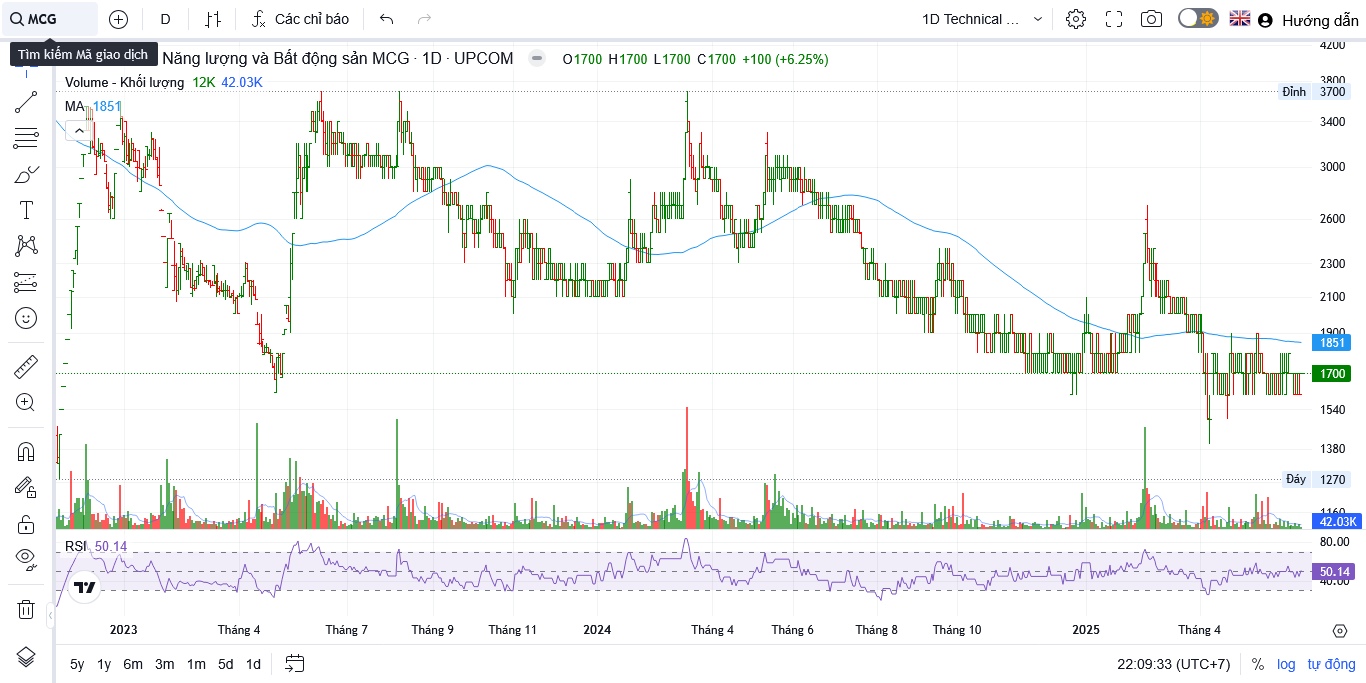 MCG
D
Các chỉ báo
1D Technical ...
Hướng dẫn
Tìm kiếm Mã giao dịch
Năng lượng và Bất động sản MCG · 1D · UPCOM
O1700 H1700 L1700 C1700 +100 (+6.25%)
Volume - Khối lượng 12K 42.03K
MA 1851
4200
3800
Đỉnh 3700
3400
3000
2600
2300
2100
1900
1851
1700
1540
1380
Đáy 1270
1160
42.03K
RSI 50.14
80.00
50.14
40.00
2023 Tháng 4 Tháng 7 Tháng 9 Tháng 11 2024 Tháng 4 Tháng 6 Tháng 8 Tháng 10 2025 Tháng 4
5y 1y 6m 3m 1m 5d 1d
22:09:33 (UTC+7) % log tự động